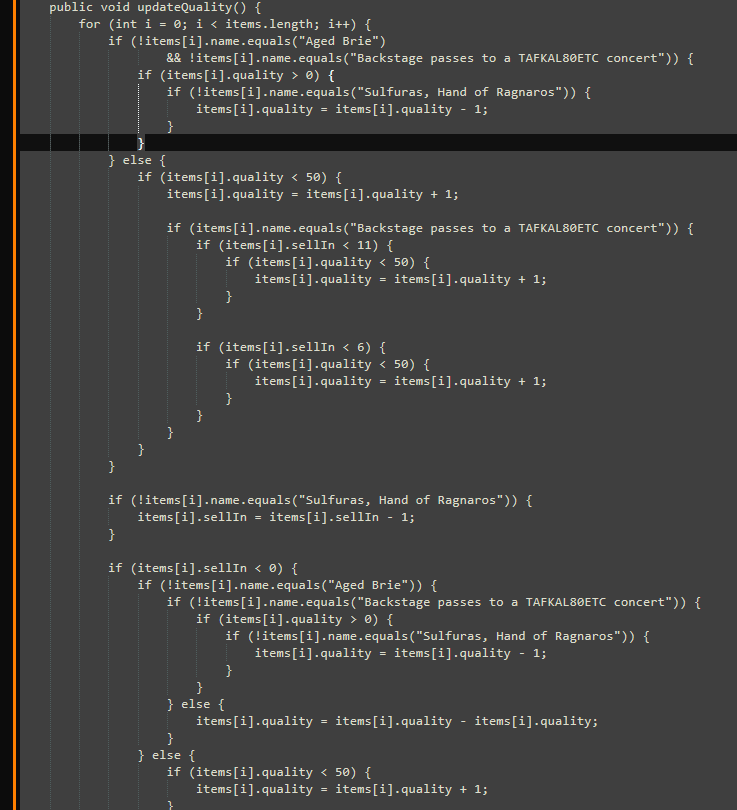 public void updateQuality() {
for (int i = 0; i < items.length; i++) {
if (!items[i].name.equals("Aged Brie")
&& !items[i].name.equals("Backstage passes to a TAFKAL80ETC concert")) {
if (items[i].quality > 0) {
if (!items[i].name.equals("Sulfuras, Hand of Ragnaros")) {
items[i].quality = items[i].quality - 1;
}
}
} else {
if (items[i].quality < 50) {
items[i].quality = items[i].quality + 1;
if (items[i].name.equals("Backstage passes to a TAFKAL80ETC concert")) {
if (items[i].sellIn < 11) {
if (items[i].quality < 50) {
items[i].quality = items[i].quality + 1;
}
}
if (items[i].sellIn < 6) {
if (items[i].quality < 50) {
items[i].quality = items[i].quality + 1;
}
}
}
}
}
if (!items[i].name.equals("Sulfuras, Hand of Ragnaros")) {
items[i].sellIn = items[i].sellIn - 1;
}
if (items[i].sellIn < 0) {
if (!items[i].name.equals("Aged Brie")) {
if (!items[i].name.equals("Backstage passes to a TAFKAL80ETC concert")) {
if (items[i].quality > 0) {
if (!items[i].name.equals("Sulfuras, Hand of Ragnaros")) {
items[i].quality = items[i].quality - 1;
}
}
} else {
items[i].quality = items[i].quality - items[i].quality;
}
} else {
if (items[i].quality < 50) {
items[i].quality = items[i].quality + 1;
}